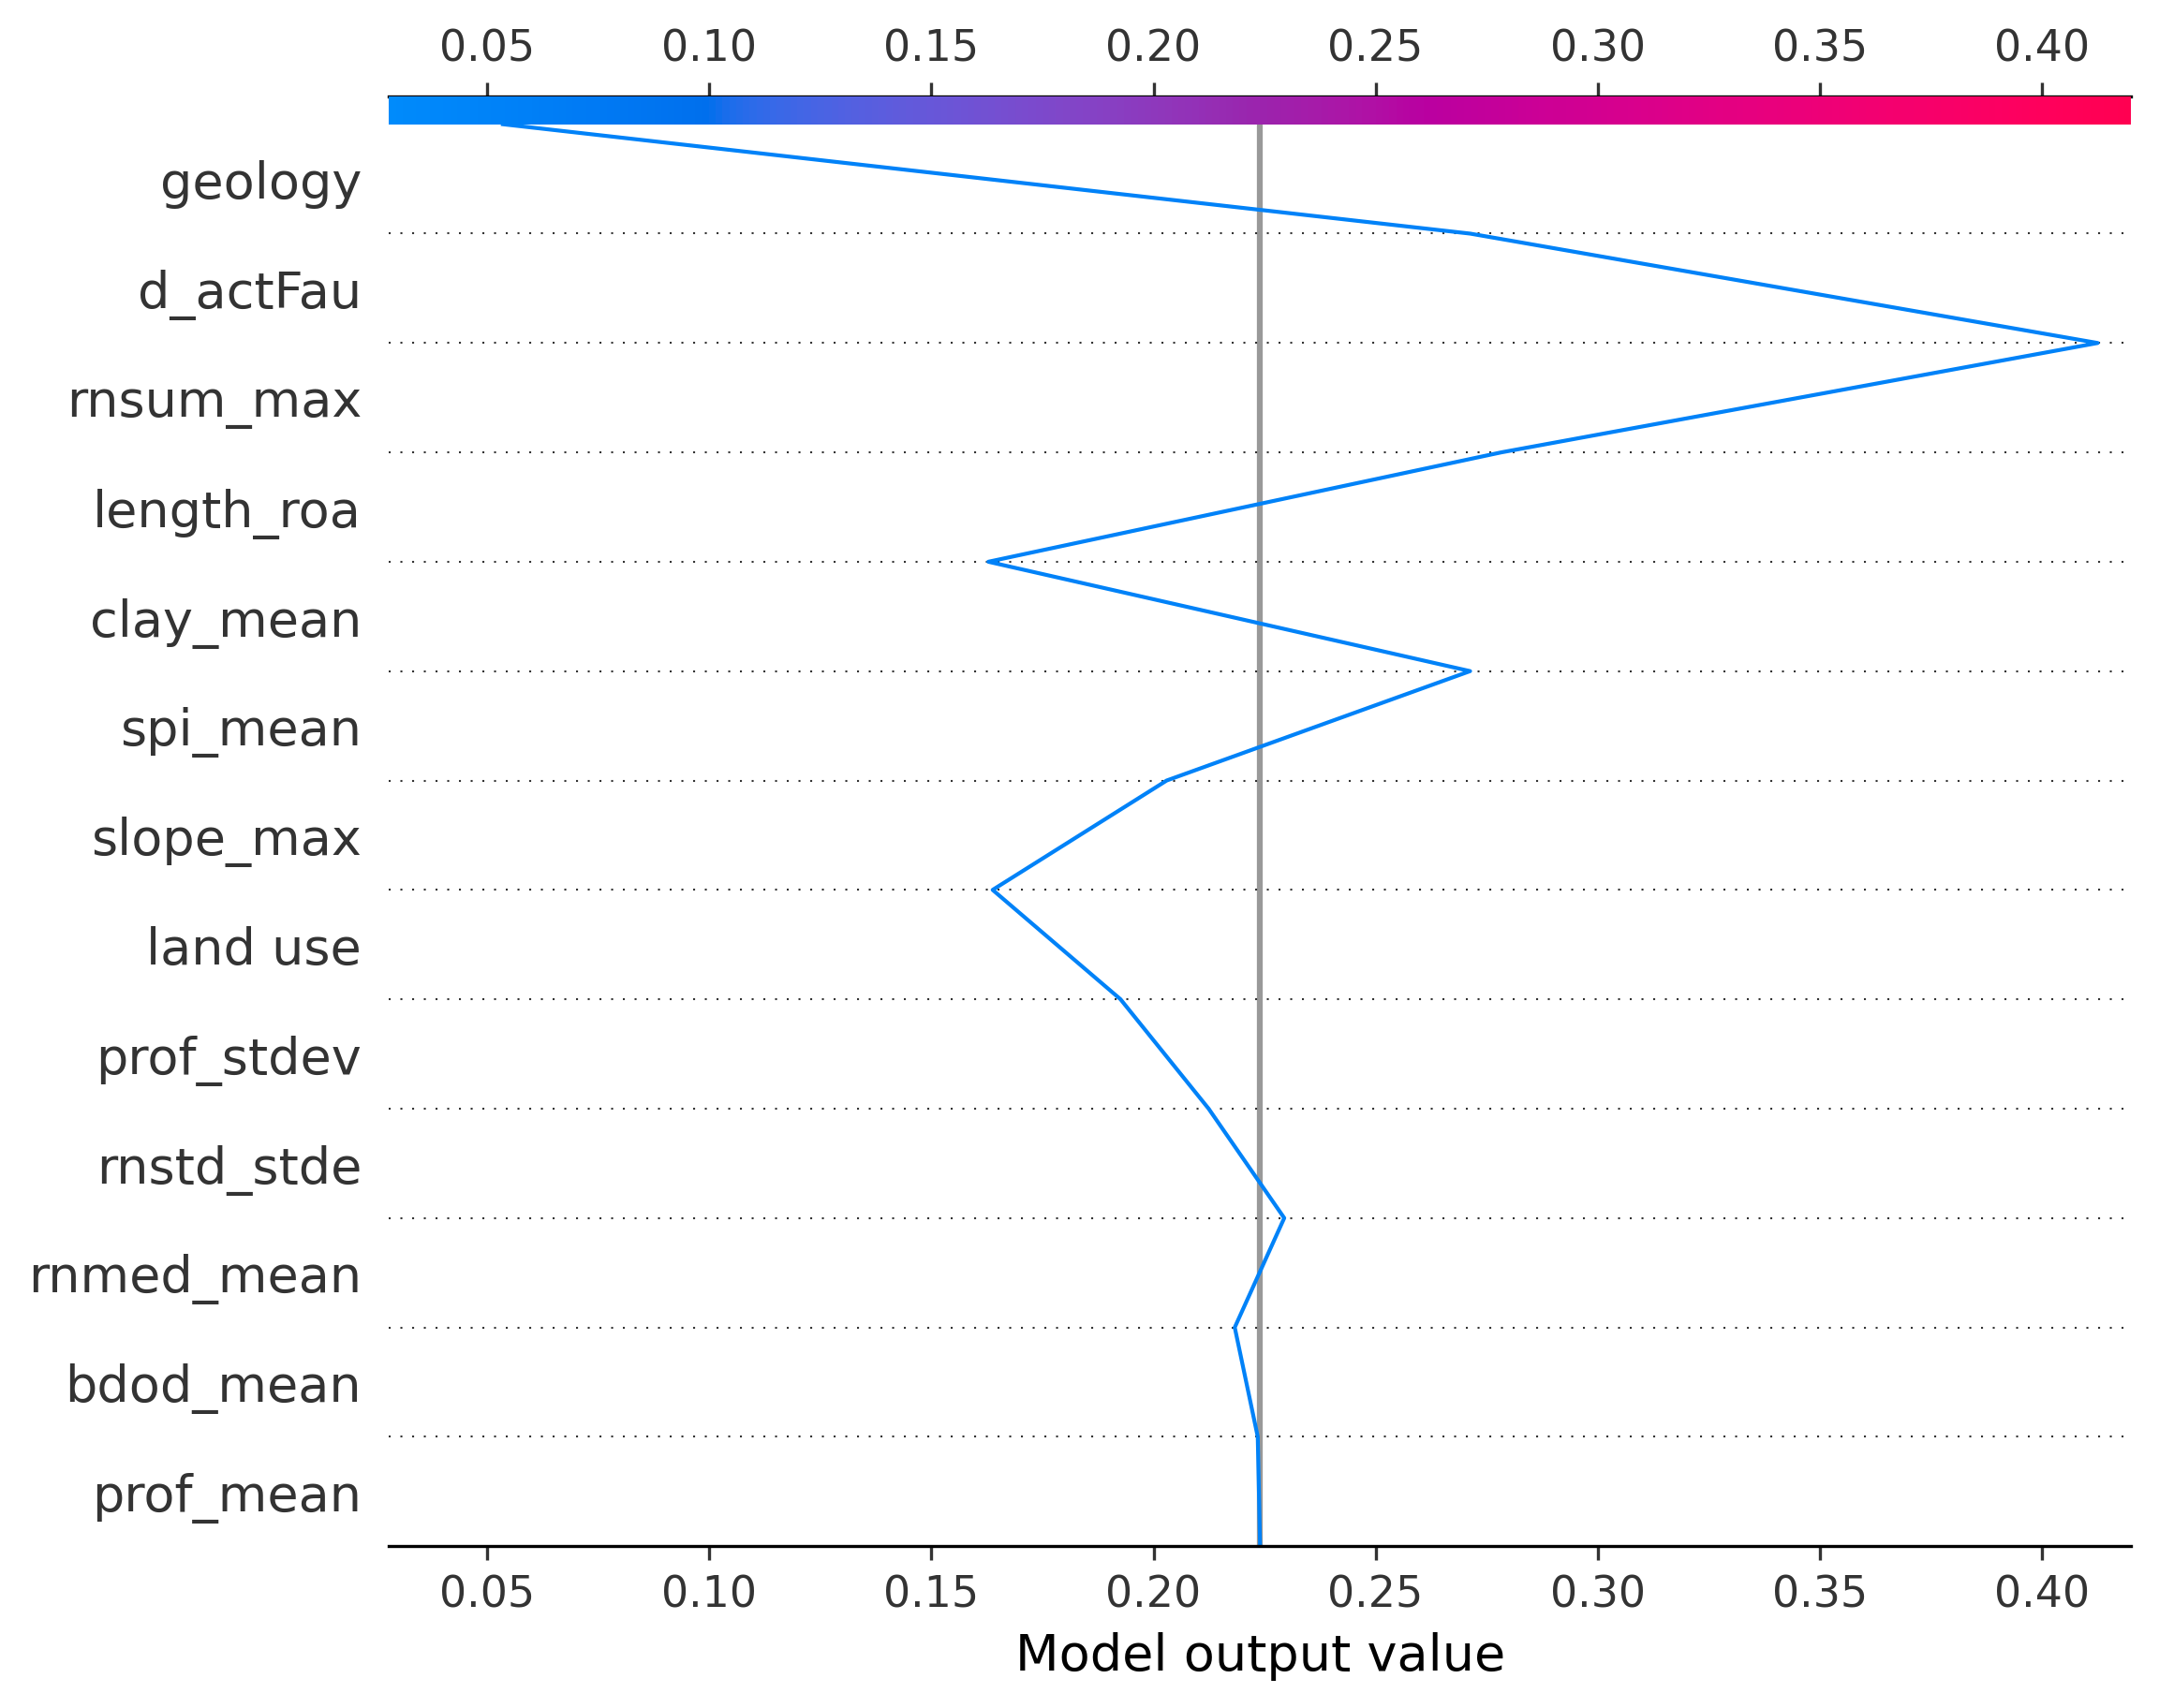 0.05 0.10 0.15 0.20 0.25 0.30 0.35 0.40
geology
d_actFau
rnsum_max
length_roa
clay_mean
spi_mean
slope_max
land use
prof_stdev
rnstd_stde
rnmed_mean
bdod_mean
prof_mean
0.05 0.10 0.15 0.20 0.25 0.30 0.35 0.40
Model output value